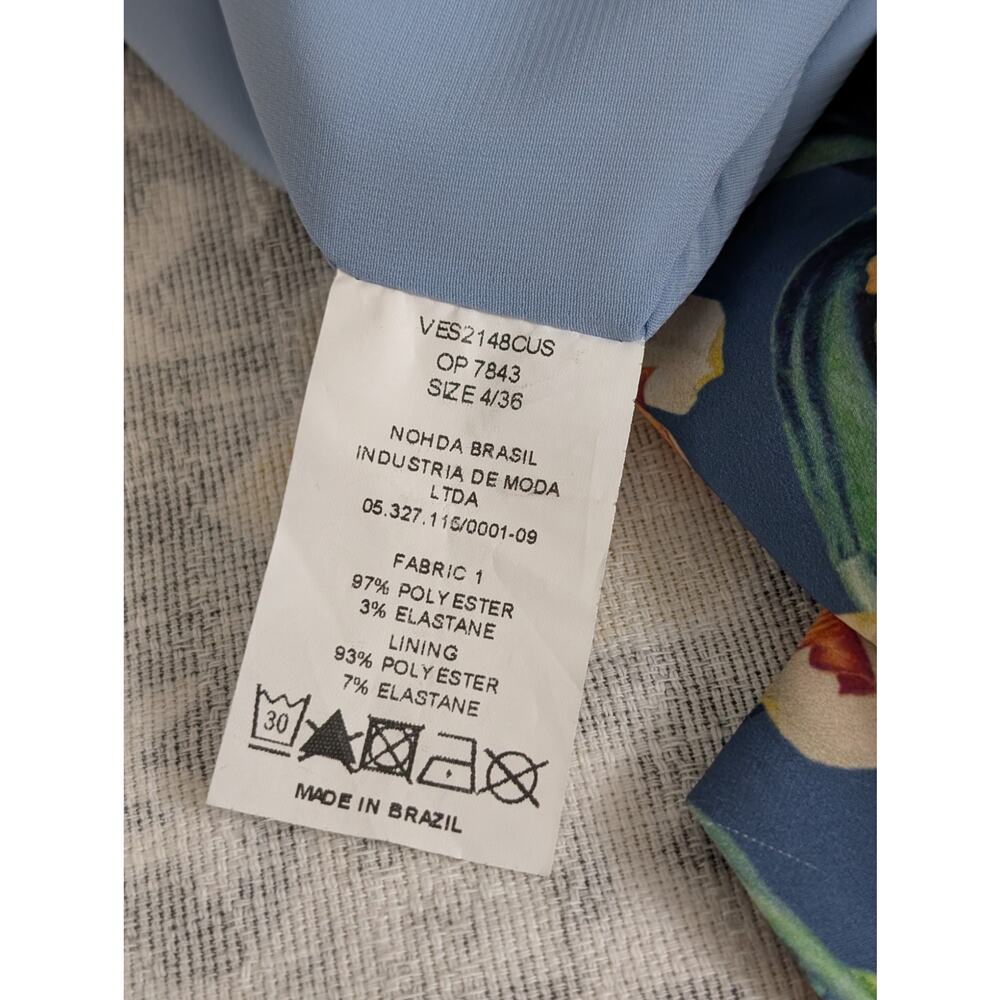 VES2148CUS
OP 7843
SIZE 4/36
NOHDA BRASIL
INDUSTRIA DE MODA
LTDA
05.327.116/0001-09
FABRIC 1
97% POLYESTER
3% ELASTANE
LINING
93% POLYESTER
7% ELASTANE
30
MADE IN BRAZIL